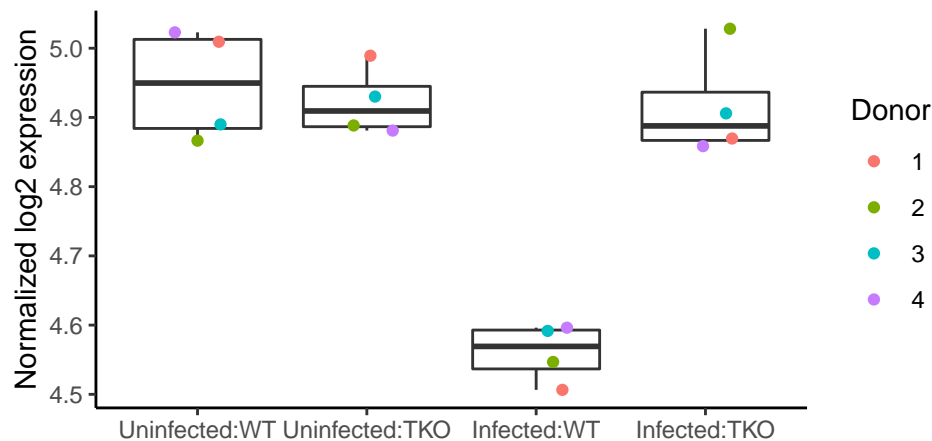 Normalized log2 expression
5.0
4.9
4.8
4.7
4.6
4.5
Uninfected:WT
Uninfected:TKO
Infected:WT
Infected:TKO
Donor
1
2
3
4